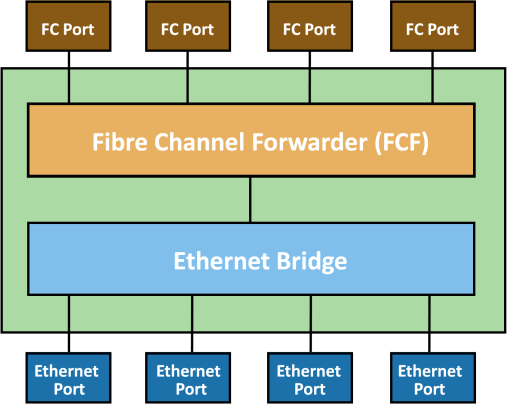 FC Port
FC Port
FC Port
FC Port
Fibre Channel Forwarder (FCF)
Ethernet Bridge
Ethernet
Port
Ethernet
Port
Ethernet
Port
Ethernet
Port